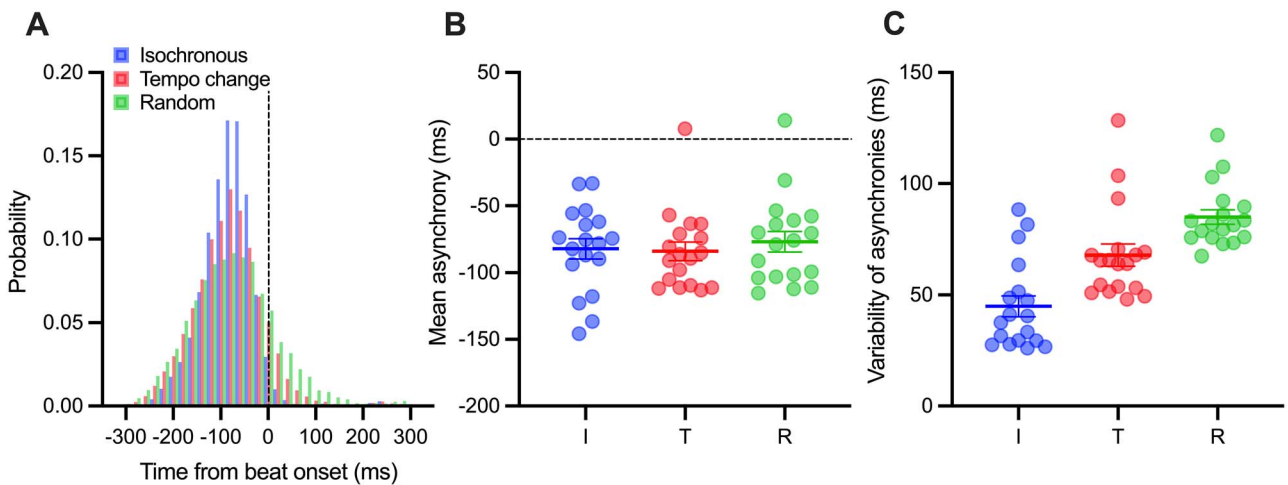 A
Isochronous
Tempo change
Random
0.20
0.15
0.10
0.05
0.00
Probability
-300 -200 -100 0 100 200 300
Time from beat onset (ms)
B
50
0
-50
-100
-150
-200
Mean asynchrony (ms)
I T R
C
150
100
50
0
Variability of asynchronies (ms)
I T R